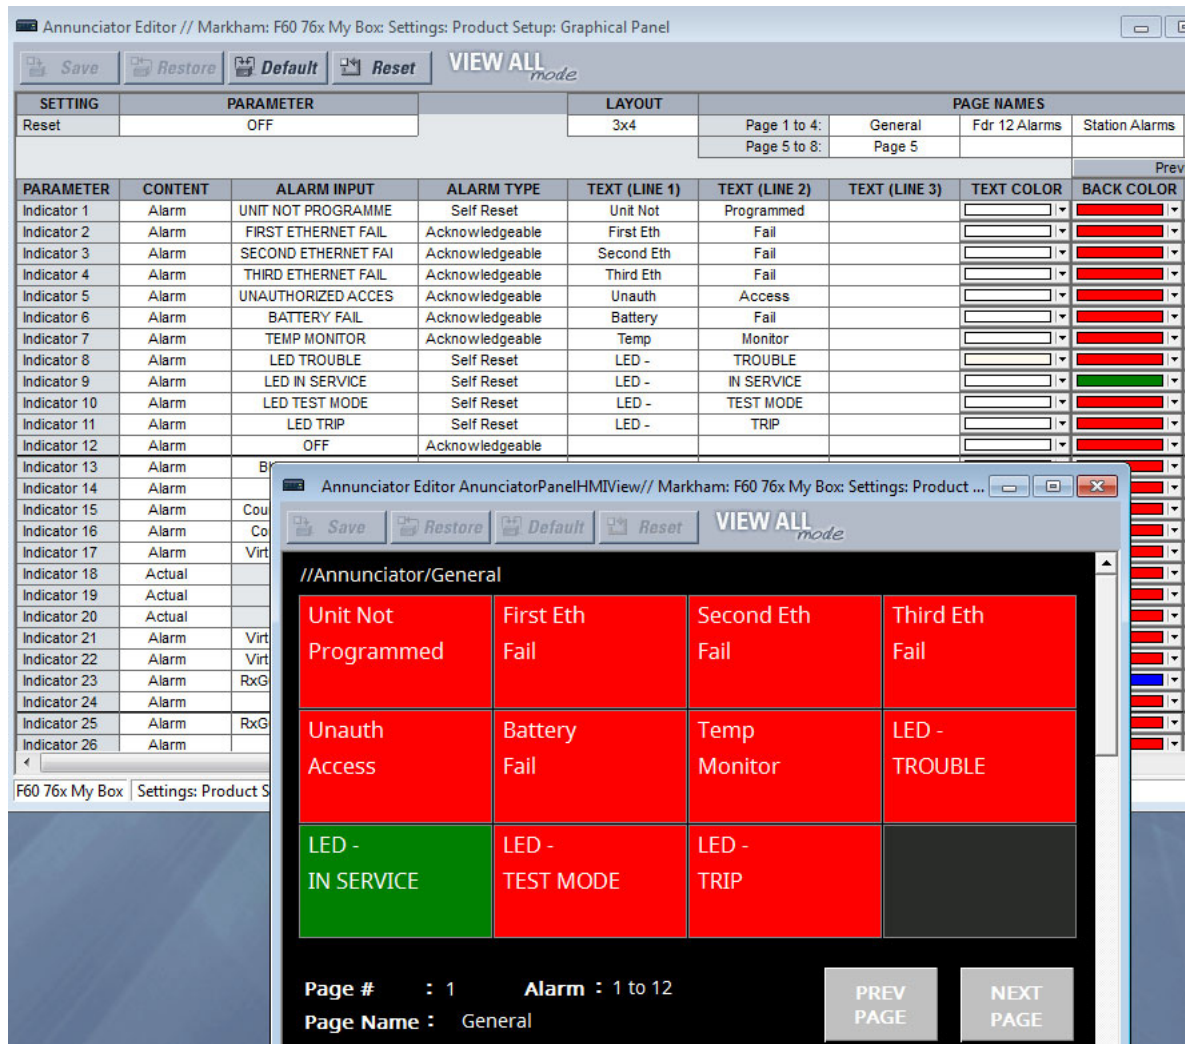 Annunciator Editor // Markham: F60 76x My Box: Settings: Product Setup: Graphical Panel
Save Restore Default Reset VIEW ALL mode
SETTING PARAMETER LAYOUT PAGE NAMES
Reset OFF 3x4 Page 1 to 4: General Fdr 12 Alarms Station Alarms
Page 5 to 8: Page 5
Prev
PARAMETER CONTENT ALARM INPUT ALARM TYPE TEXT (LINE 1) TEXT (LINE 2) TEXT (LINE 3) TEXT COLOR BACK COLOR
Indicator 1 Alarm UNIT NOT PROGRAMME Self Reset Unit Not Programmed
Indicator 2 Alarm FIRST ETHERNET FAIL Acknowledgeable First Eth Fail
Indicator 3 Alarm SECOND ETHERNET FAI Acknowledgeable Second Eth Fail
Indicator 4 Alarm THIRD ETHERNET FAIL Acknowledgeable Third Eth Fail
Indicator 5 Alarm UNAUTHORIZED ACCES Acknowledgeable Unauth Access
Indicator 6 Alarm BATTERY FAIL Acknowledgeable Battery Fail
Indicator 7 Alarm TEMP MONITOR Acknowledgeable Temp Monitor
Indicator 8 Alarm LED TROUBLE Self Reset LED - TROUBLE
Indicator 9 Alarm LED IN SERVICE Self Reset LED - IN SERVICE
Indicator 10 Alarm LED TEST MODE Self Reset LED - TEST MODE
Indicator 11 Alarm LED TRIP Self Reset LED - TRIP
Indicator 12 Alarm OFF Acknowledgeable
Indicator 13 Alarm
Indicator 14 Alarm
Indicator 15 Alarm Cou
Indicator 16 Alarm Co
Indicator 17 Alarm Virt
Indicator 18 Actual
Indicator 19 Actual
Indicator 20 Actual
Indicator 21 Alarm Virt
Indicator 22 Alarm Virt
Indicator 23 Alarm RxG
Indicator 24 Alarm
Indicator 25 Alarm RxG
Indicator 26 Alarm
F60 76x My Box Settings: Product S
Annunciator Editor AnunciatorPanelHMIView// Markham: F60 76x My Box: Settings: Product ...
Save Restore Default Reset VIEW ALL mode
//Annunciator/General
Unit Not First Eth Second Eth Third Eth
Programmed Fail Fail Fail
Unauth Battery Temp LED -
Access Fail Monitor TROUBLE
LED - LED - LED -
IN SERVICE TEST MODE TRIP
Page # : 1 Alarm : 1 to 12 PREV NEXT
Page Name : General PAGE PAGE